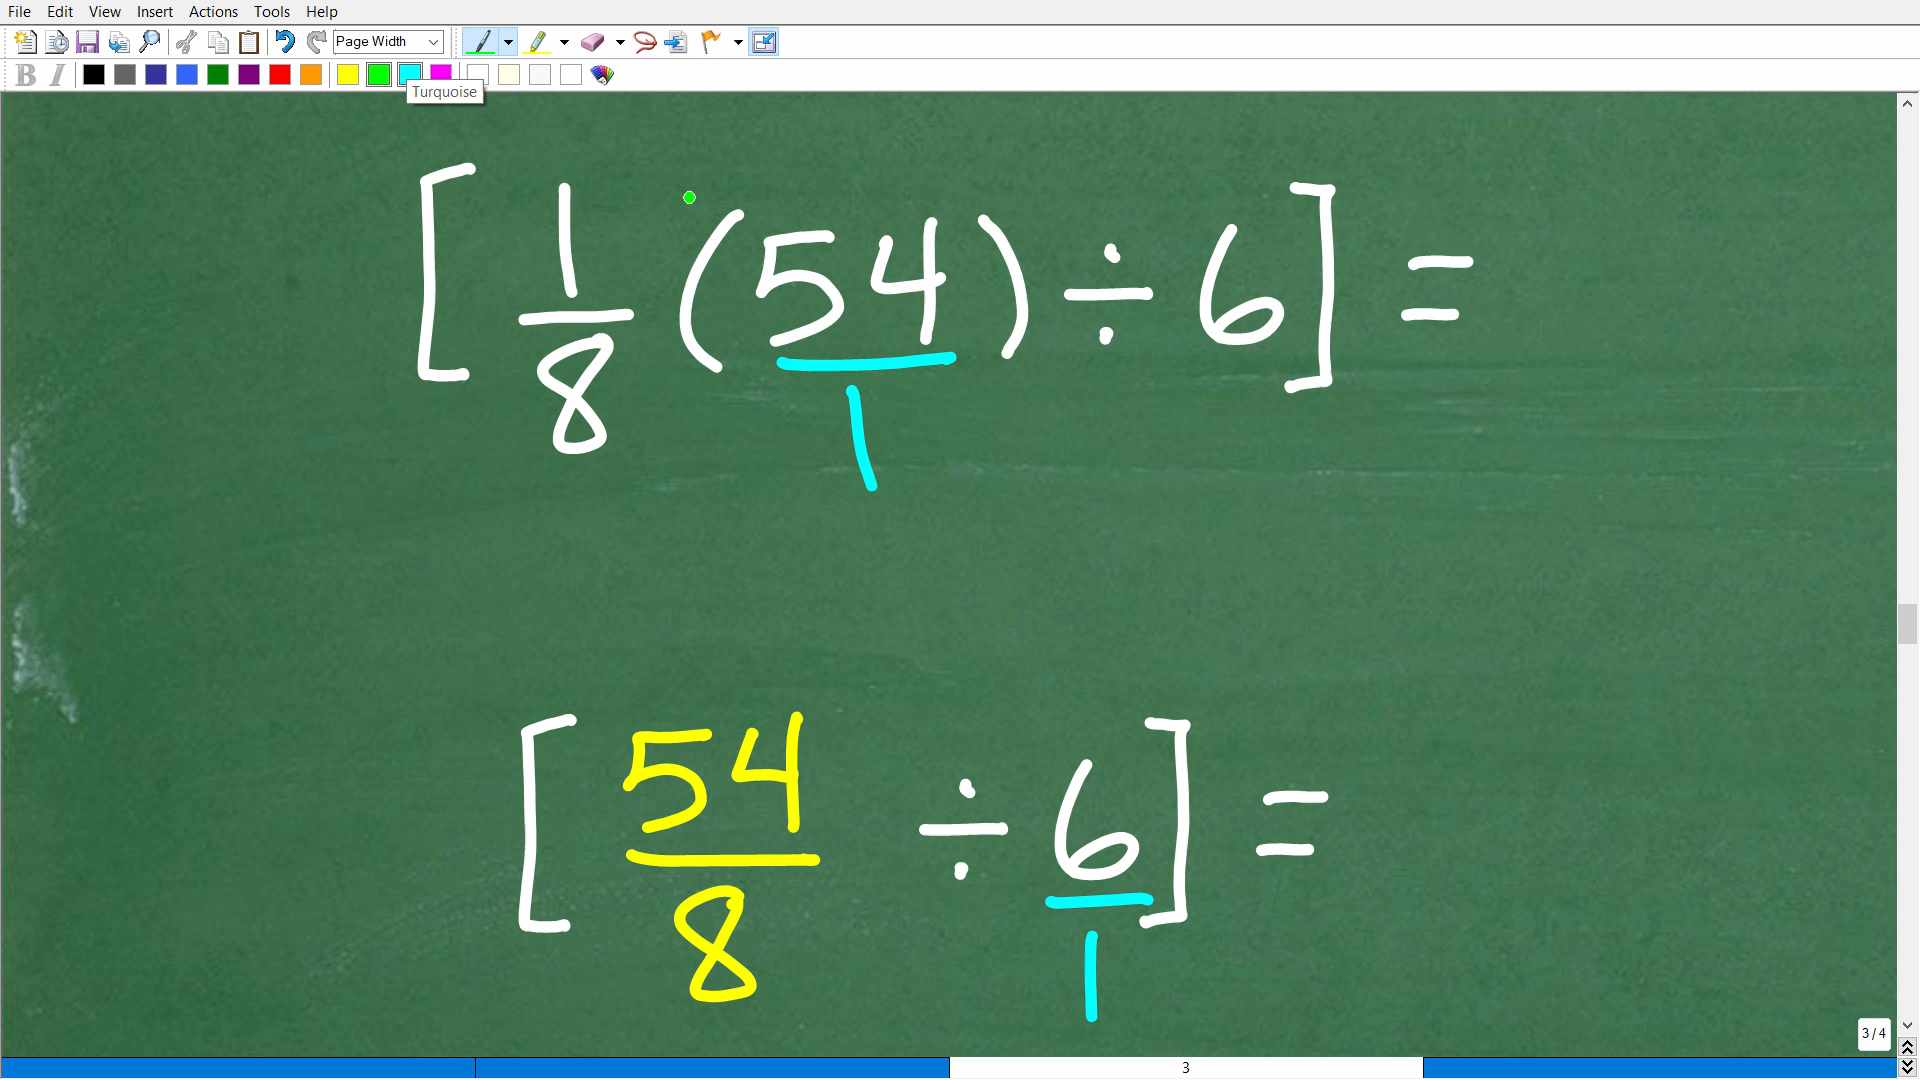 File Edit View Insert Actions Tools Help
Page Width
B I
Turquoise
[ 1/8 (54/1) ÷ 6 ] =
[ 54/8 ÷ 6/1 ] =
3 / 4
3